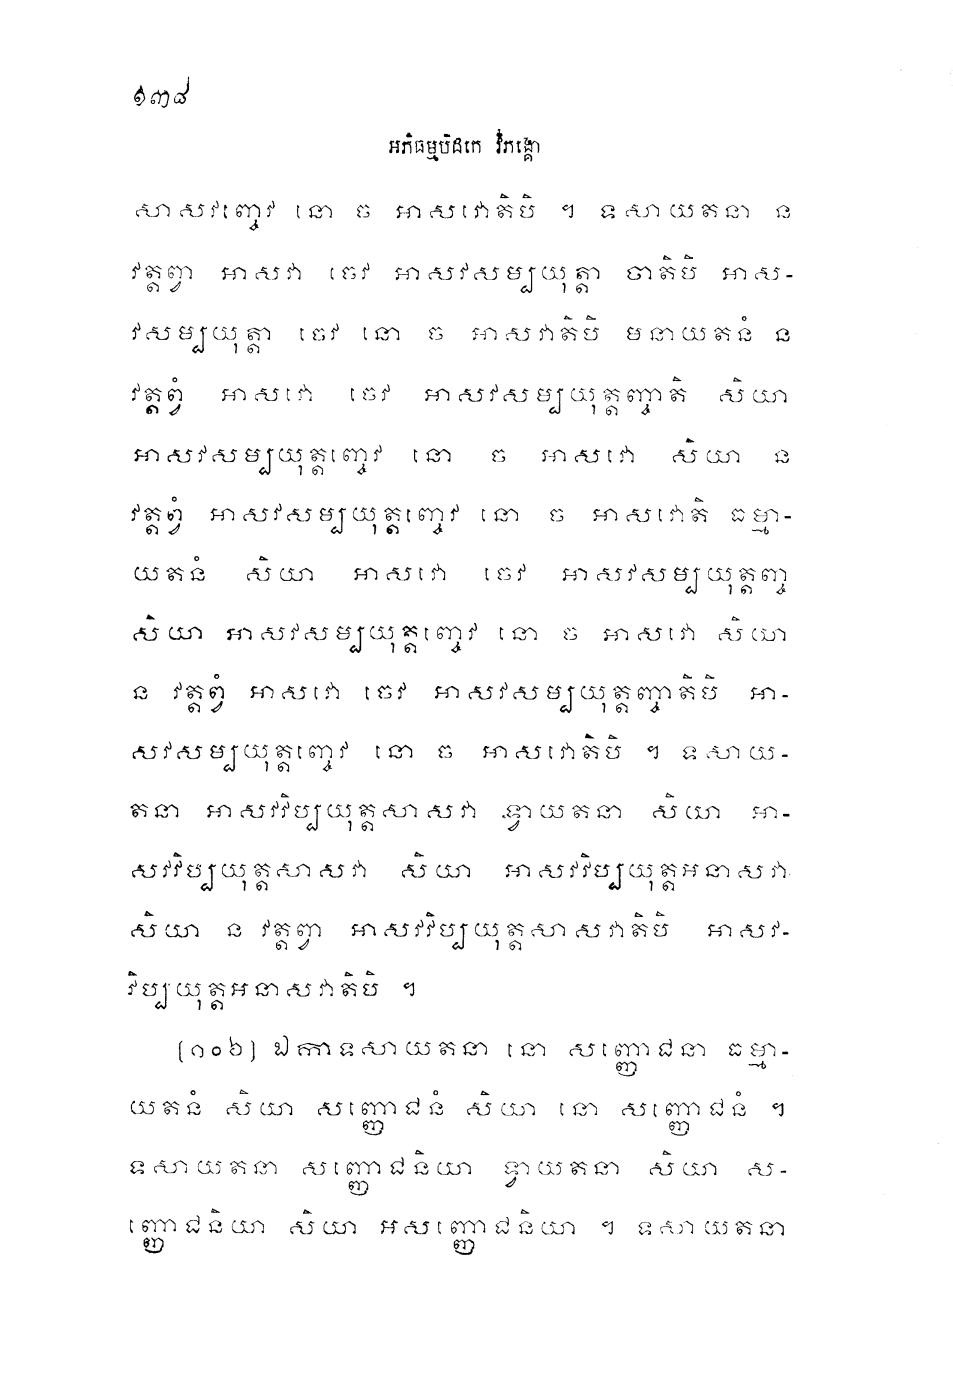 ១៣៨
អភិធម្មបិដកេ វិភង្គោ
សាសវញ្ចេវ នោ ច អាសវោតិបិ ។ ទសាយតនា ន
វត្តព្វា អាសវា ចេវ អាសវសម្បយុត្តា ចាតិបិ អាស-
វសម្បយុត្តា ចេវ នោ ច អាសវាតិបិ មនាយតនំ ន
វត្តព្វំ អាសវោ ចេវ អាសវសម្បយុត្តញ្ចាតិ សិយា
អាសវសម្បយុត្តញ្ចេវ នោ ច អាសវោ សិយា ន
វត្តព្វំ អាសវសម្បយុត្តញ្ចេវ នោ ច អាសវោតិ ធម្មា-
យតនំ សិយា អាសវោ ចេវ អាសវសម្បយុត្តញ្ច
សិយា អាសវសម្បយុត្តញ្ចេវ នោ ច អាសវោ សិយា
ន វត្តព្វំ អាសវោ ចេវ អាសវសម្បយុត្តញ្ចាតិបិ អា-
សវសម្បយុត្តញ្ចេវ នោ ច អាសវោតិបិ ។ ទសាយ-
តនា អាសវវិប្បយុត្តសាសវា ទ្វាយតនា សិយា អា-
សវវិប្បយុត្តសាសវា សិយា អាសវវិប្បយុត្តអនាសវា
សិយា ន វត្តព្វា អាសវវិប្បយុត្តសាសវាតិបិ អាសវ-
វិប្បយុត្តអនាសវាតិបិ ។
(១០៦) ឯកាទសាយតនា នោ សញ្ញោជនា ធម្មា-
យតនំ សិយា សញ្ញោជនំ សិយា នោ សញ្ញោជនំ ។
ទសាយតនា សញ្ញោជនិយា ទ្វាយតនា សិយា ស-
ញ្ញោជនិយា សិយា អសញ្ញោជនិយា ។ ទសាយតនា